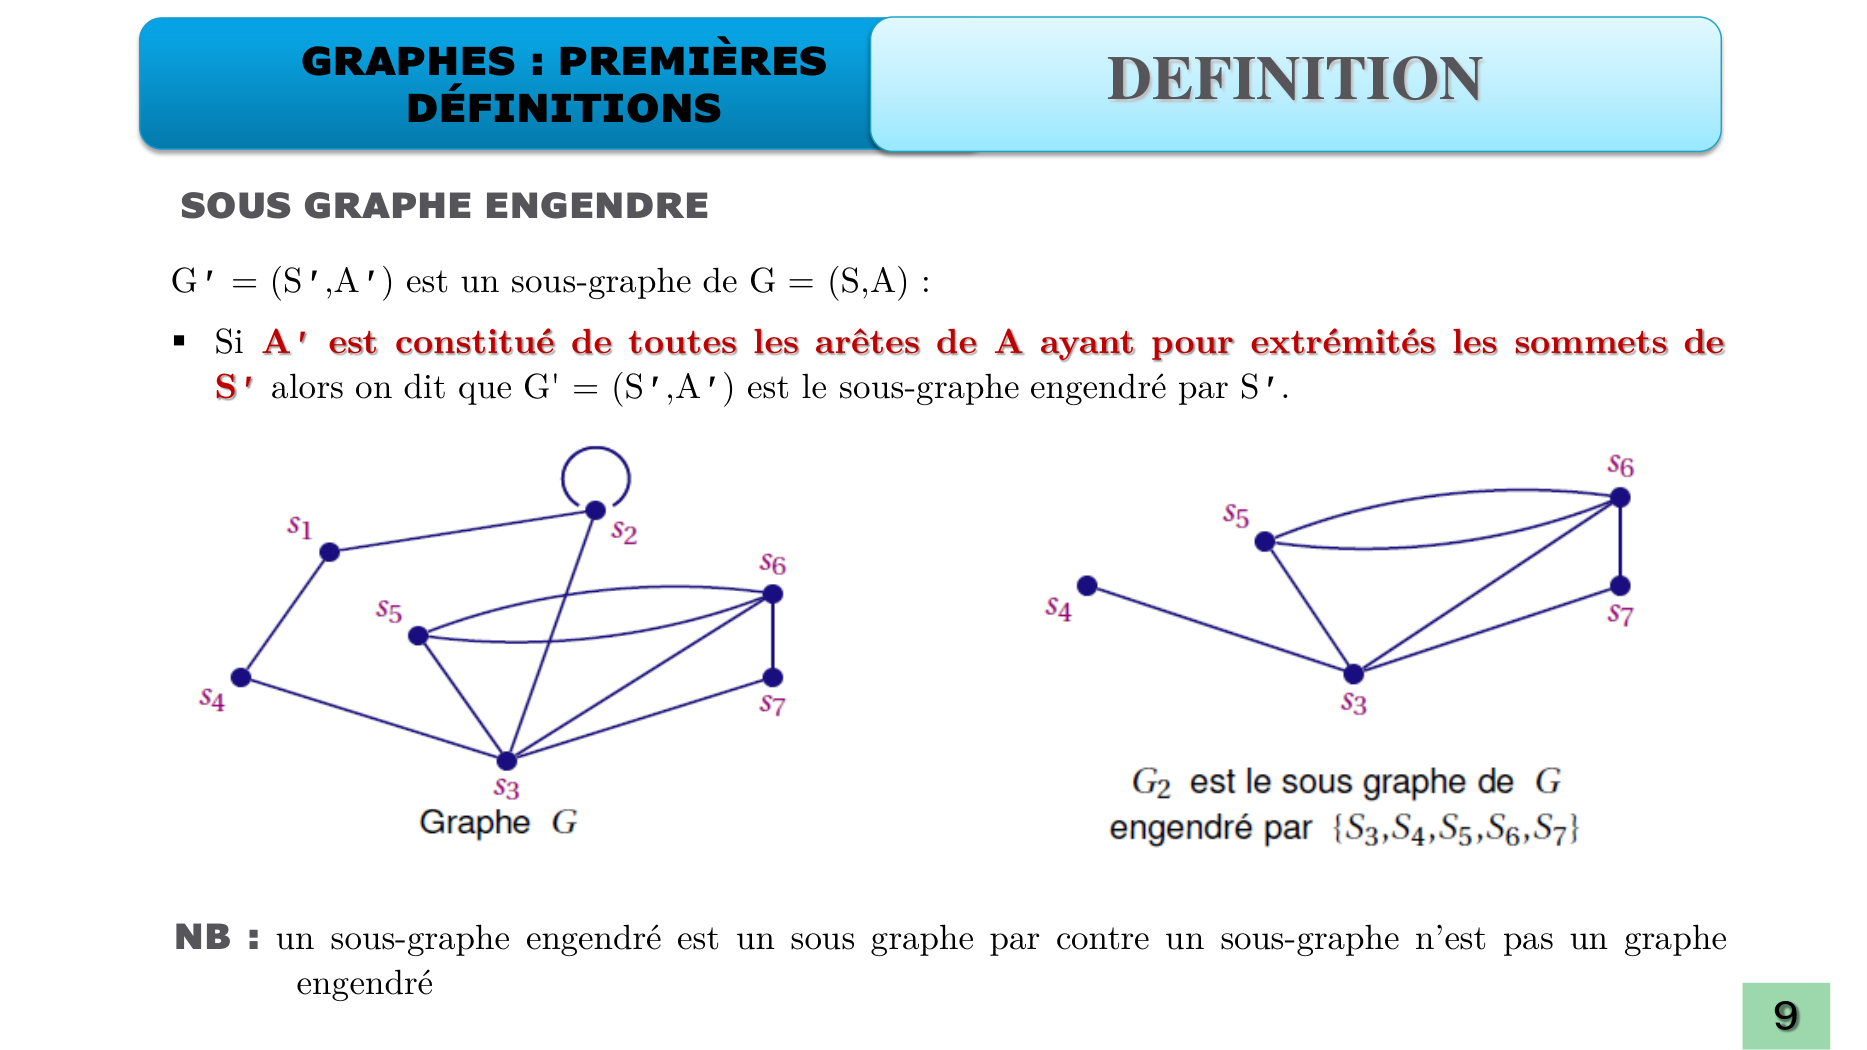 GRAPHES : PREMIÈRES
DÉFINITIONS
DEFINITION
SOUS GRAPHE ENGENDRE
G′ = (S′,A′) est un sous-graphe de G = (S,A) :
▪ Si A′ est constitué de toutes les arêtes de A ayant pour extrémités les sommets de
S′ alors on dit que G' = (S′,A′) est le sous-graphe engendré par S′.
s1
s2
s6
s5
s4
s7
s3
Graphe G
s6
s5
s4
s7
s3
G2 est le sous graphe de G
engendré par {S3,S4,S5,S6,S7}
NB : un sous-graphe engendré est un sous graphe par contre un sous-graphe n'est pas un graphe
engendré
9